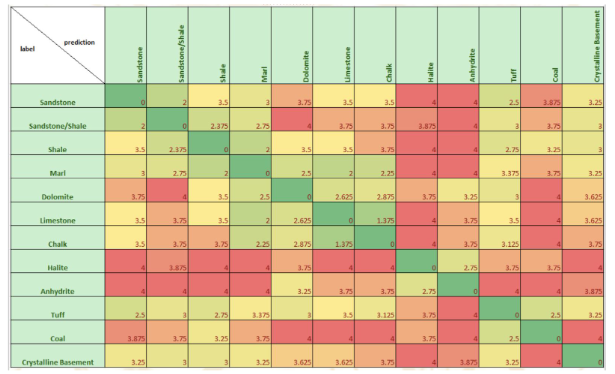 prediction
label
Sandstone Sandstone/Shale Shale Marl Dolomite Limestone Chalk Halite Anhydrite Tuff Coal Crystalline Basement
Sandstone 0 2 3.5 3 3.75 3.5 3.5 4 4 2.5 3.875 3.25
Sandstone/Shale 2 0 2.375 2.75 4 3.75 3.75 3.875 4 3 3.75 3
Shale 3.5 2.375 0 2 3.5 3.5 3.75 4 4 2.75 3.25 3
Marl 3 2.75 2 0 2.5 2 2.25 4 4 3.375 3.75 3.25
Dolomite 3.75 4 3.5 2.5 0 2.625 2.875 3.75 3.25 3 4 3.625
Limestone 3.5 3.75 3.5 2 2.625 0 1.375 4 3.75 3.5 4 3.625
Chalk 3.5 3.75 3.75 2.25 2.875 1.375 0 4 3.75 3.125 4 3.75
Halite 4 3.875 4 4 3.75 4 4 0 2.75 3.75 3.75 4
Anhydrite 4 4 4 4 3.25 3.75 3.75 2.75 0 4 4 3.875
Tuff 2.5 3 2.75 3.375 3 3.5 3.125 3.75 4 0 2.5 3.25
Coal 3.875 3.75 3.25 3.75 4 4 4 3.75 4 2.5 0 4
Crystalline Basement 3.25 3 3 3.25 3.625 3.625 3.75 4 3.875 3.25 4 0